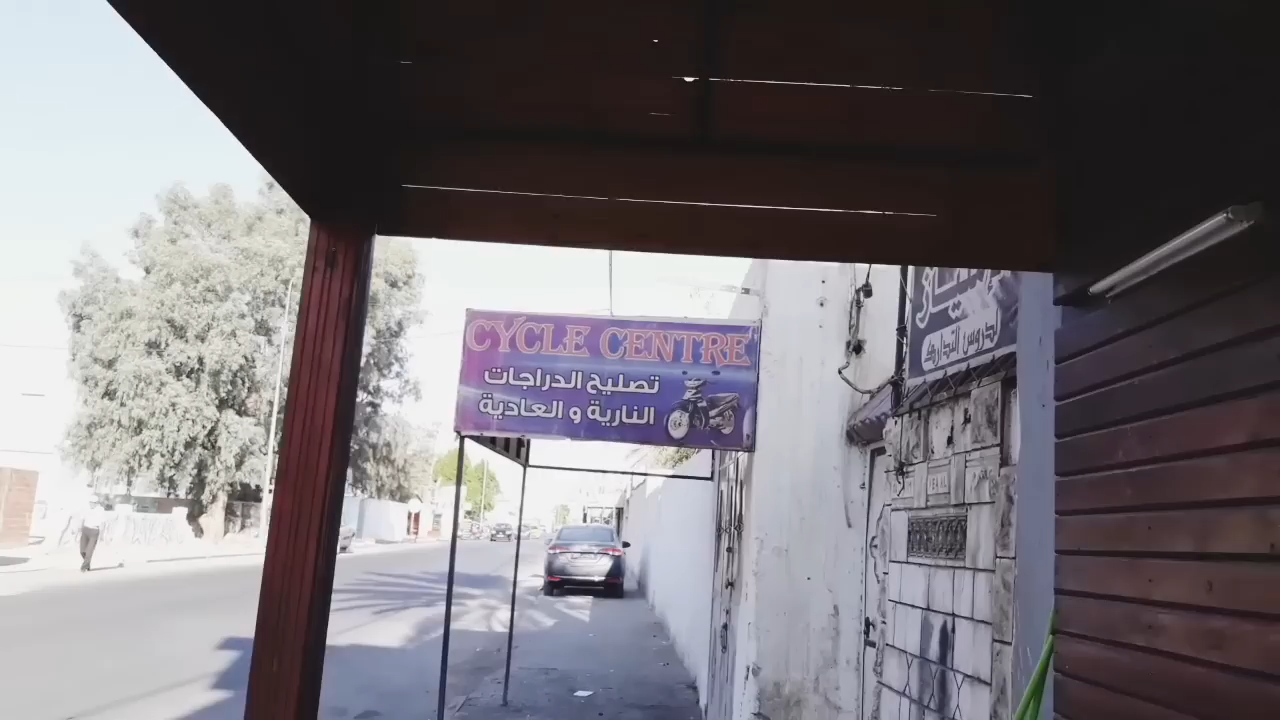 CYCLE CENTRE
تصليح الدراجات
النارية و العادية
لدروس التدارك